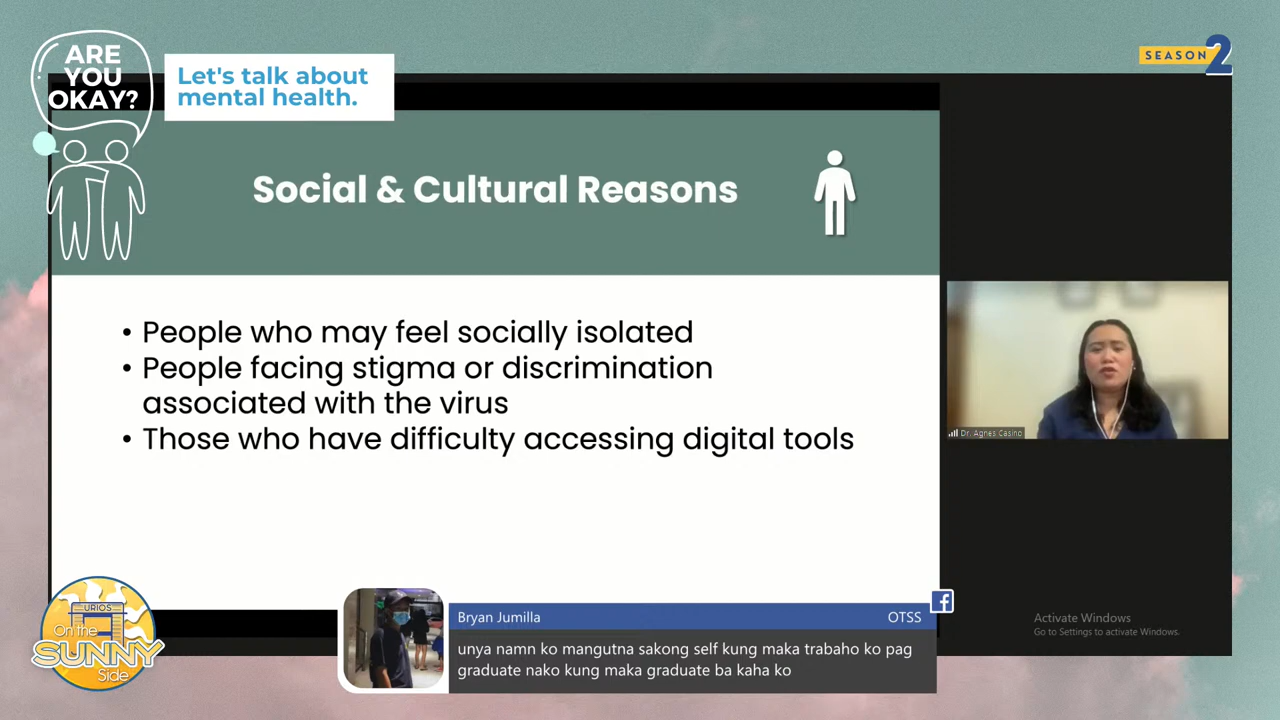 ARE
YOU
OKAY?
Let's talk about
mental health.
SEASON 2
Social & Cultural Reasons
• People who may feel socially isolated
• People facing stigma or discrimination
associated with the virus
• Those who have difficulty accessing digital tools
Dr. Agnes Casino
Activate Windows
Go to Settings to activate Windows.
URIOS
On the
SUNNY
Side
Bryan Jumilla
OTSS
unya namn ko mangutna sakong self kung maka trabaho ko pag
graduate nako kung maka graduate ba kaha ko